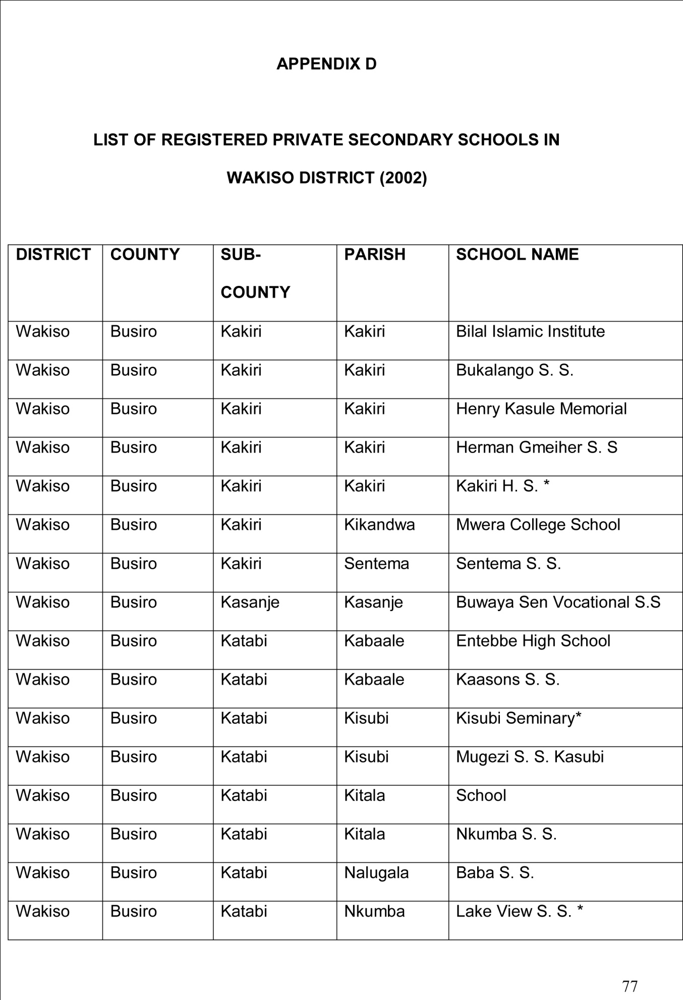 APPENDIX D
LIST OF REGISTERED PRIVATE SECONDARY SCHOOLS IN
WAKISO DISTRICT (2002)
DISTRICT COUNTY SUB- PARISH SCHOOL NAME
COUNTY
Wakiso Busiro Kakiri Kakiri Bilal Islamic Institute
Wakiso Busiro Kakiri Kakiri Bukalango S. S.
Wakiso Busiro Kakiri Kakiri Henry Kasule Memorial
Wakiso Busiro Kakiri Kakiri Herman Gmeiher S. S
Wakiso Busiro Kakiri Kakiri Kakiri H. S. *
Wakiso Busiro Kakiri Kikandwa Mwera College School
Wakiso Busiro Kakiri Sentema Sentema S. S.
Wakiso Busiro Kasanje Kasanje Buwaya Sen Vocational S.S
Wakiso Busiro Katabi Kabaale Entebbe High School
Wakiso Busiro Katabi Kabaale Kaasons S. S.
Wakiso Busiro Katabi Kisubi Kisubi Seminary*
Wakiso Busiro Katabi Kisubi Mugezi S. S. Kasubi
Wakiso Busiro Katabi Kitala School
Wakiso Busiro Katabi Kitala Nkumba S. S.
Wakiso Busiro Katabi Nalugala Baba S. S.
Wakiso Busiro Katabi Nkumba Lake View S. S. *
77